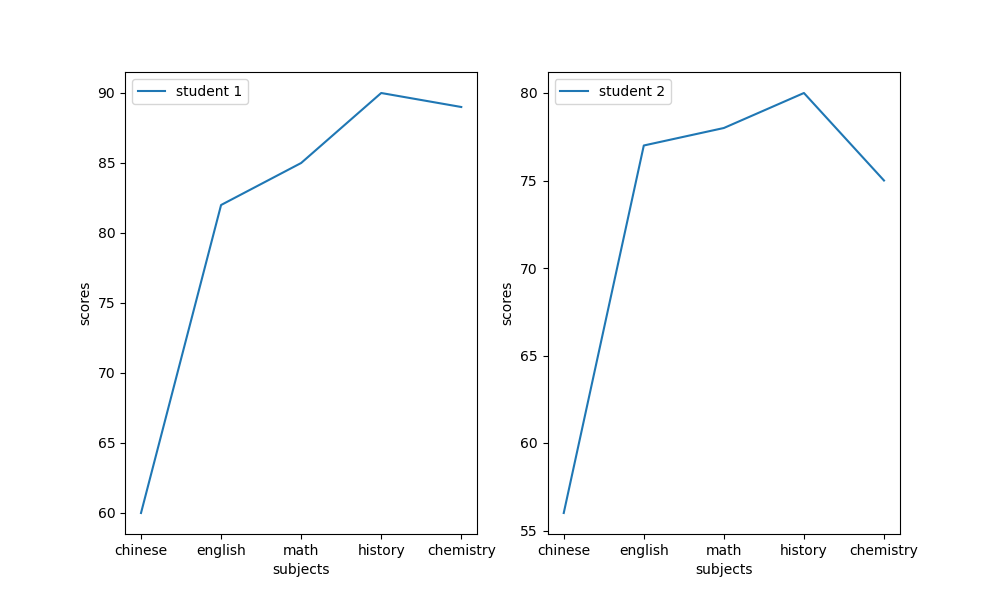 student 1
90
85
80
75
70
65
60
scores
chinese english math history chemistry
subjects
student 2
80
75
70
65
60
55
scores
chinese english math history chemistry
subjects